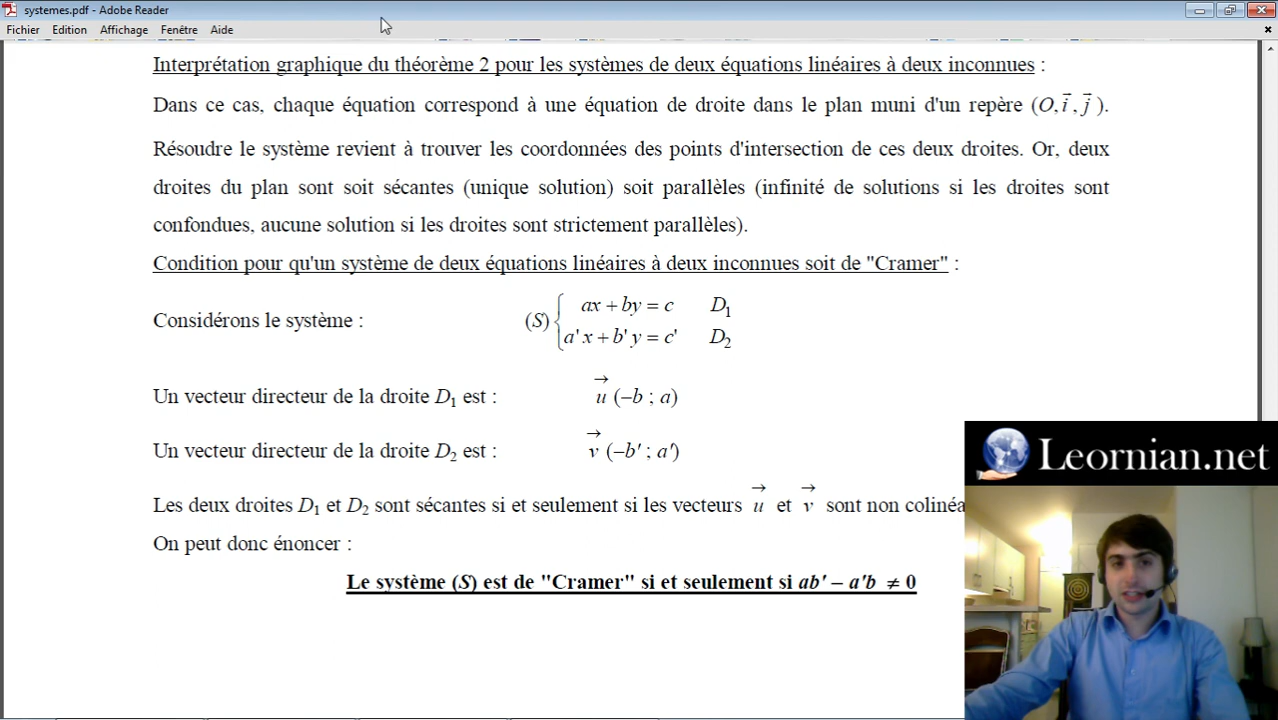 systemes.pdf - Adobe Reader
Fichier Edition Affichage Fenêtre Aide
Interprétation graphique du théorème 2 pour les systèmes de deux équations linéaires à deux inconnues :
Dans ce cas, chaque équation correspond à une équation de droite dans le plan muni d'un repère (O, i⃗, j⃗).
Résoudre le système revient à trouver les coordonnées des points d'intersection de ces deux droites. Or, deux
droites du plan sont soit sécantes (unique solution) soit parallèles (infinité de solutions si les droites sont
confondues, aucune solution si les droites sont strictement parallèles).
Condition pour qu'un système de deux équations linéaires à deux inconnues soit de "Cramer" :
ax + by = c D₁
Considérons le système : (S) {
a' x + b' y = c' D₂
Un vecteur directeur de la droite D₁ est : u⃗ (–b ; a)
Un vecteur directeur de la droite D₂ est : v⃗ (–b′ ; a′)
Les deux droites D₁ et D₂ sont sécantes si et seulement si les vecteurs u⃗ et v⃗ sont non
On peut donc énoncer :
Le système (S) est de "Cramer" si et seulement si ab′ – a′b ≠ 0
Leornian.net